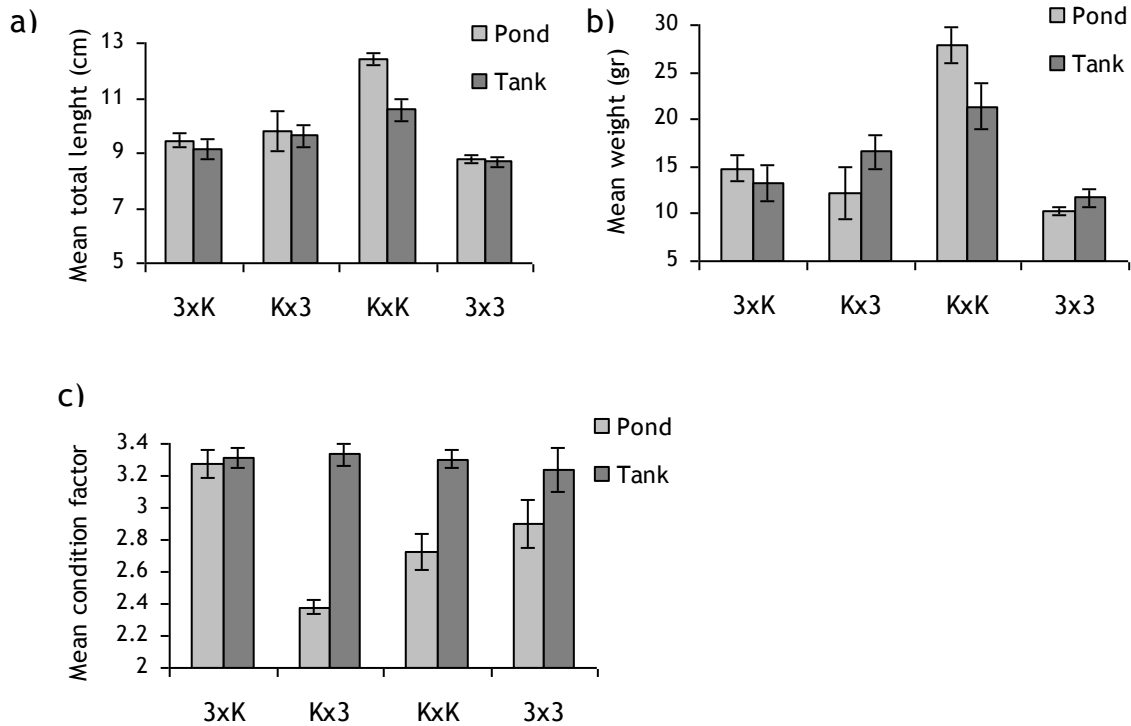 a)
Mean total lenght (cm)
13
11
9
7
5
Pond
Tank
3xK Kx3 KxK 3x3
b)
Mean weight (gr)
30
25
20
15
10
5
Pond
Tank
3xK Kx3 KxK 3x3
c)
Mean condition factor
3.4
3.2
3
2.8
2.6
2.4
2.2
2
Pond
Tank
3xK Kx3 KxK 3x3